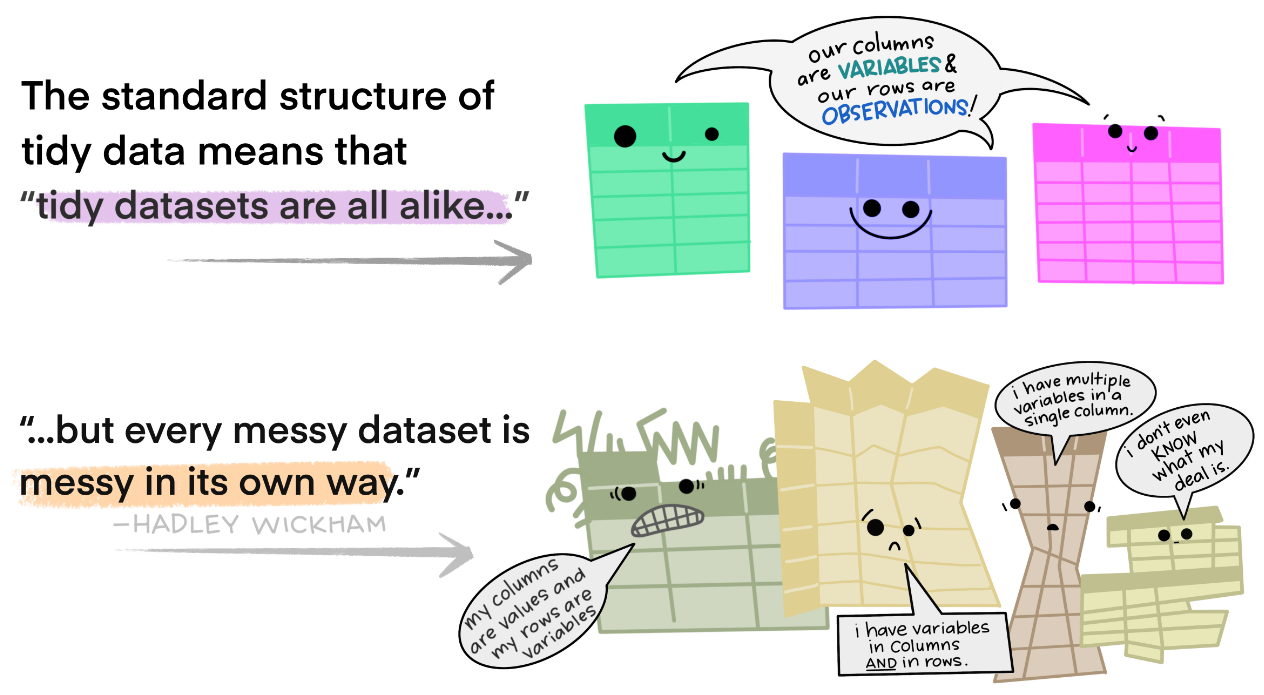 The standard structure of
tidy data means that
“tidy datasets are all alike...”
our columns
are VARIABLES &
our rows are
OBSERVATIONS!
“...but every messy dataset is
messy in its own way.”
—HADLEY WICKHAM
my columns
are values and
my rows are
variables
i have variables
in columns
AND in rows.
i have multiple
variables in a
single column.
i don't even
KNOW
what my
deal is.